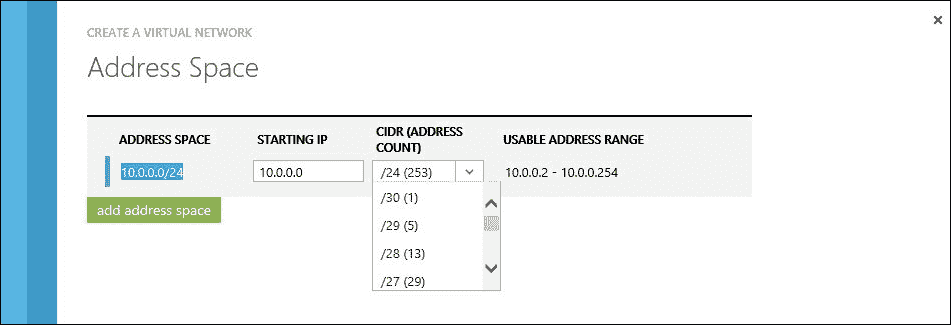 CREATE A VIRTUAL NETWORK
Address Space
ADDRESS SPACE STARTING IP CIDR (ADDRESS COUNT) USABLE ADDRESS RANGE
10.0.0.0/24 10.0.0.0 /24 (253) 10.0.0.2 - 10.0.0.254
add address space
/30 (1)
/29 (5)
/28 (13)
/27 (29)